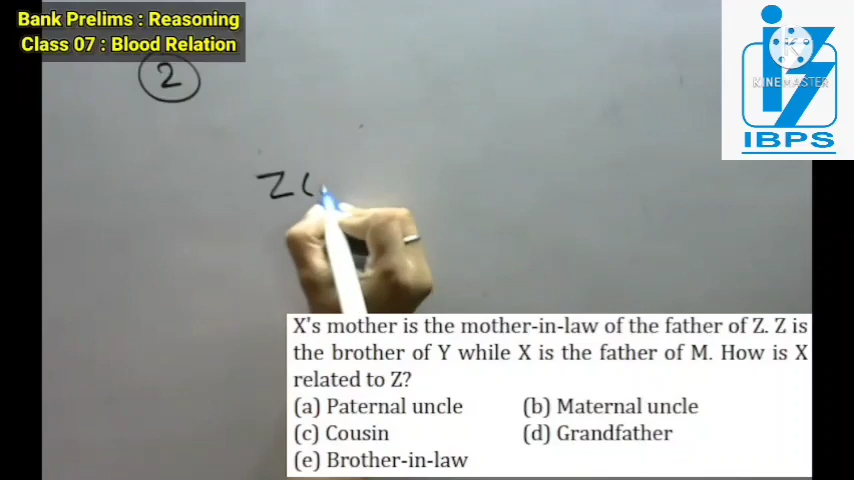 Bank Prelims : Reasoning
Class 07 : Blood Relation
2
Z (
KINEMASTER
IBPS
X's mother is the mother-in-law of the father of Z. Z is
the brother of Y while X is the father of M. How is X
related to Z?
(a) Paternal uncle (b) Maternal uncle
(c) Cousin (d) Grandfather
(e) Brother-in-law